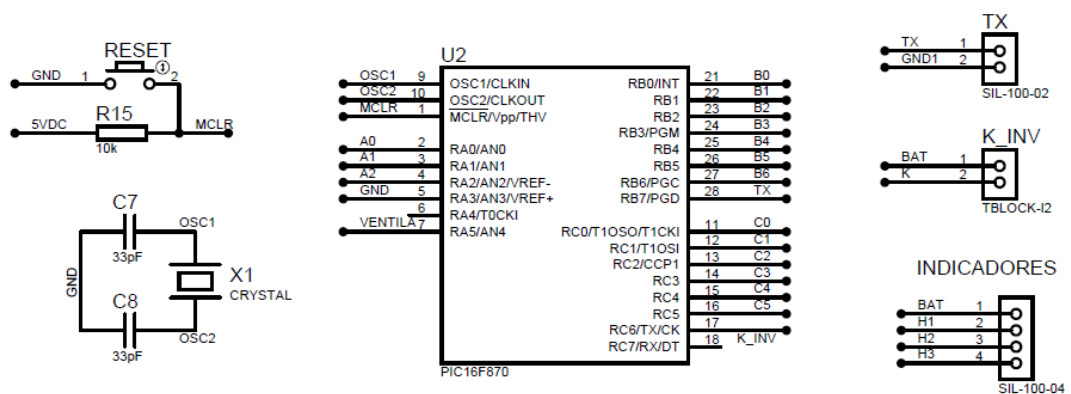 RESET
GND 1 2
R15
5VDC MCLR
10k
C7
OSC1
33pF
GND
X1
CRYSTAL
C8
OSC2
33pF
U2
OSC1 9 OSC1/CLKIN
OSC2 10 OSC2/CLKOUT
MCLR 1 MCLR/Vpp/THV
A0 2 RA0/AN0
A1 3 RA1/AN1
A2 4 RA2/AN2/VREF-
GND 5 RA3/AN3/VREF+
6 RA4/T0CKI
VENTILA 7 RA5/AN4
RB0/INT 21 B0
RB1 22 B1
RB2 23 B2
RB3/PGM 24 B3
RB4 25 B4
RB5 26 B5
RB6/PGC 27 B6
RB7/PGD 28 TX
RC0/T1OSO/T1CKI 11 C0
RC1/T1OSI 12 C1
RC2/CCP1 13 C2
RC3 14 C3
RC4 15 C4
RC5 16 C5
RC6/TX/CK 17 K_INV
RC7/RX/DT 18
PIC16F870
TX
TX 1
GND1 2
SIL-100-02
K_INV
BAT 1
K 2
TBLOCK-I2
INDICADORES
BAT 1
H1 2
H2 3
H3 4
SIL-100-04